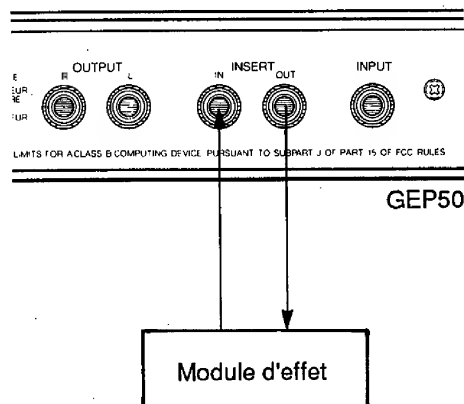 OUTPUT INSERT INPUT
R L IN OUT
LIMITS FOR A CLASS B COMPUTING DEVICE PURSUANT TO SUBPART J OF PART 15 OF FCC RULES
GEP50
Module d'effet